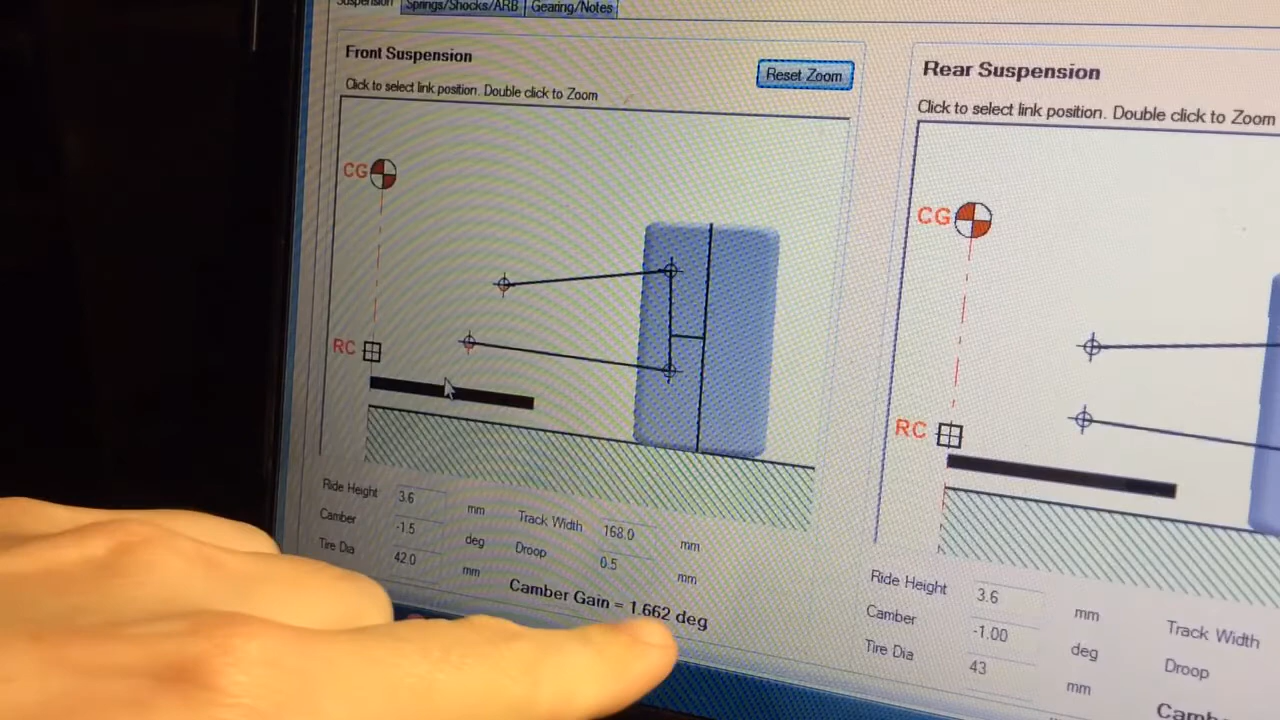 Suspension Springs/Shocks/ARB Gearing/Notes
Front Suspension
Reset Zoom
Click to select link position. Double click to Zoom
CG
RC
Ride Height 3.6 mm Track Width 168.0 mm
Camber -1.5 deg Droop 0.5 mm
Tire Dia 42.0 mm
Camber Gain = 1.662 deg
Rear Suspension
Click to select link position. Double click to Zoom
CG
RC
Ride Height 3.6 mm Track Width
Camber -1.00 deg Droop
Tire Dia 43 mm